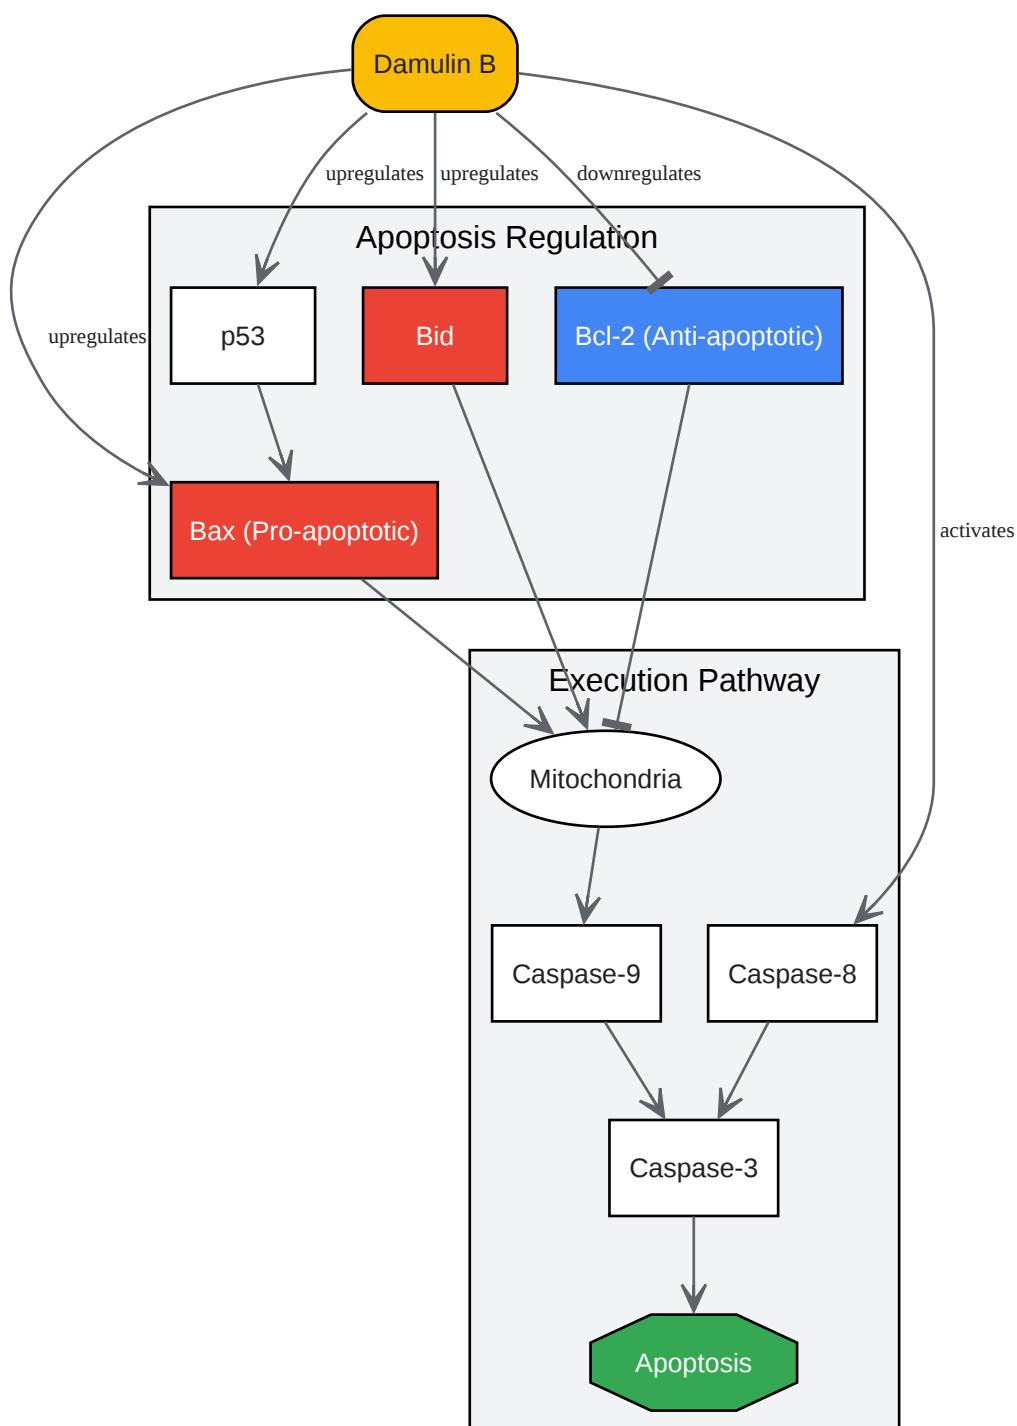 Damulin B
upregulates
upregulates
downregulates
Apoptosis Regulation
upregulates
p53
Bid
Bcl-2 (Anti-apoptotic)
Bax (Pro-apoptotic)
activates
Execution Pathway
Mitochondria
Caspase-9
Caspase-8
Caspase-3
Apoptosis